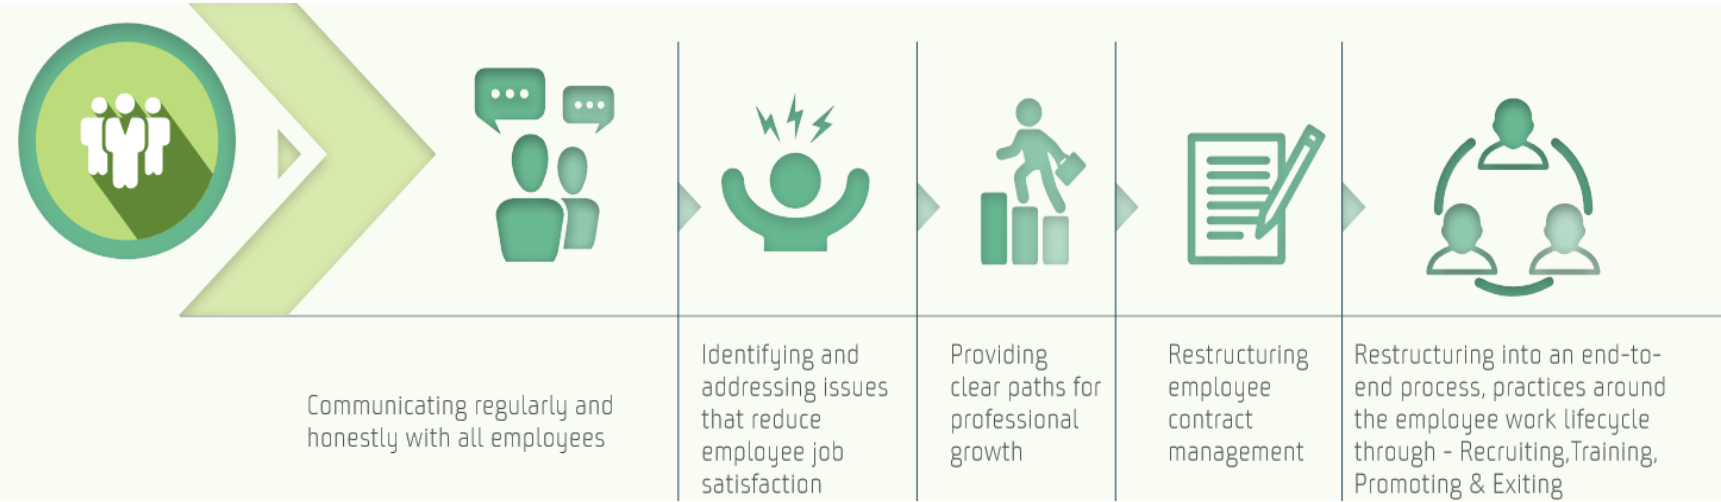 Communicating regularly and
honestly with all employees
Identifying and
addressing issues
that reduce
employee job
satisfaction
Providing
clear paths for
professional
growth
Restructuring
employee
contract
management
Restructuring into an end-to-
end process, practices around
the employee work lifecycle
through - Recruiting,Training,
Promoting & Exiting